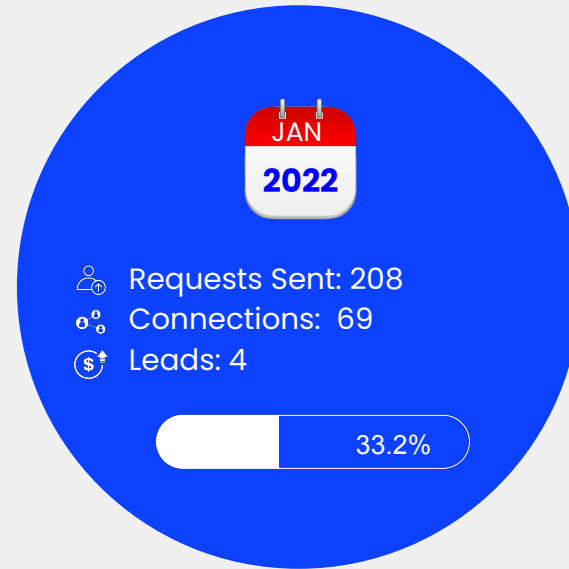 JAN
2022
Requests Sent: 208
Connections: 69
$
Leads: 4
33.2%